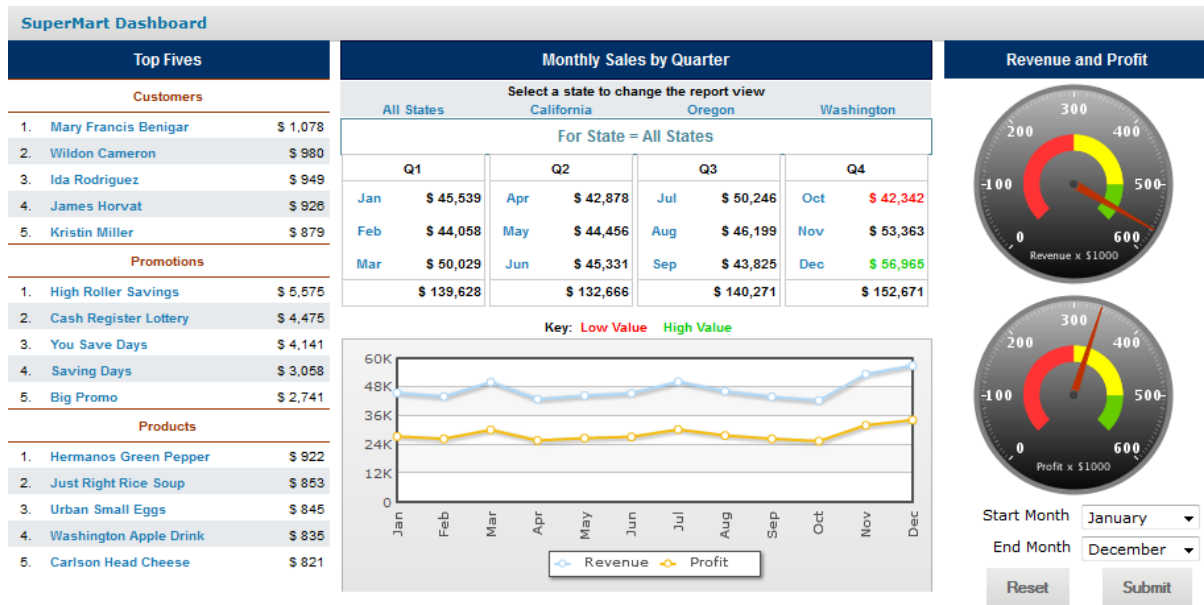 SuperMart Dashboard
Top Fives
Customers
1. Mary Francis Benigar $ 1,078
2. Wildon Cameron $ 980
3. Ida Rodriguez $ 949
4. James Horvat $ 926
5. Kristin Miller $ 879
Promotions
1. High Roller Savings $ 5,575
2. Cash Register Lottery $ 4,475
3. You Save Days $ 4,141
4. Saving Days $ 3,058
5. Big Promo $ 2,741
Products
1. Hermanos Green Pepper $ 922
2. Just Right Rice Soup $ 853
3. Urban Small Eggs $ 845
4. Washington Apple Drink $ 835
5. Carlson Head Cheese $ 821
Monthly Sales by Quarter
Select a state to change the report view
All States California Oregon Washington
For State = All States
Q1 Q2 Q3 Q4
Jan $ 45,539 Apr $ 42,878 Jul $ 50,246 Oct $ 42,342
Feb $ 44,058 May $ 44,456 Aug $ 46,199 Nov $ 53,363
Mar $ 50,029 Jun $ 45,331 Sep $ 43,825 Dec $ 56,965
$ 139,628 $ 132,666 $ 140,271 $ 152,671
Key: Low Value High Value
60K
48K
36K
24K
12K
0
Jan Feb Mar Apr May Jun Jul Aug Sep Oct Nov Dec
Revenue Profit
Revenue and Profit
300
200 400
100 500
0 600
Revenue x $1000
300
200 400
100 500
0 600
Profit x $1000
Start Month January
End Month December
Reset Submit